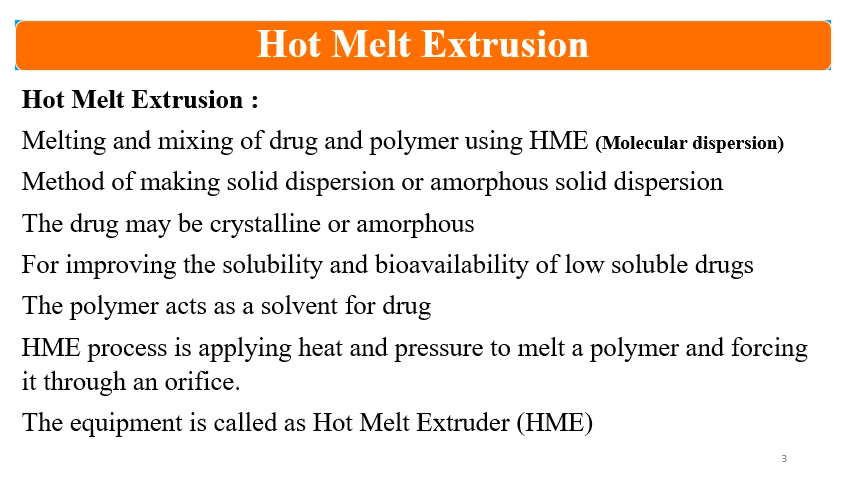 Hot Melt Extrusion
Hot Melt Extrusion :
Melting and mixing of drug and polymer using HME (Molecular dispersion)
Method of making solid dispersion or amorphous solid dispersion
The drug may be crystalline or amorphous
For improving the solubility and bioavailability of low soluble drugs
The polymer acts as a solvent for drug
HME process is applying heat and pressure to melt a polymer and forcing
it through an orifice.
The equipment is called as Hot Melt Extruder (HME)
3